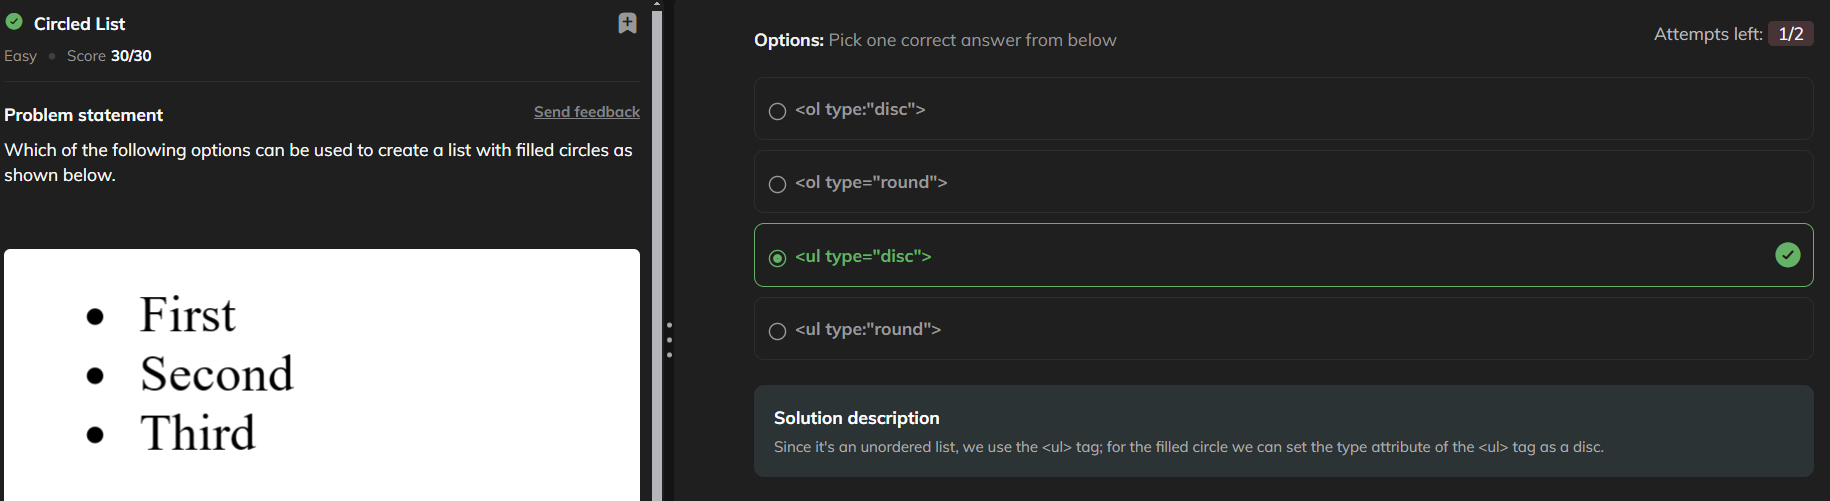 Circled List
Easy • Score 30/30
Problem statement
Send feedback
Which of the following options can be used to create a list with filled circles as
shown below.
• First
• Second
• Third
Options: Pick one correct answer from below
Attempts left: 1/2
<ol type:"disc">
<ol type="round">
<ul type="disc">
<ul type:"round">
Solution description
Since it's an unordered list, we use the <ul> tag; for the filled circle we can set the type attribute of the <ul> tag as a disc.